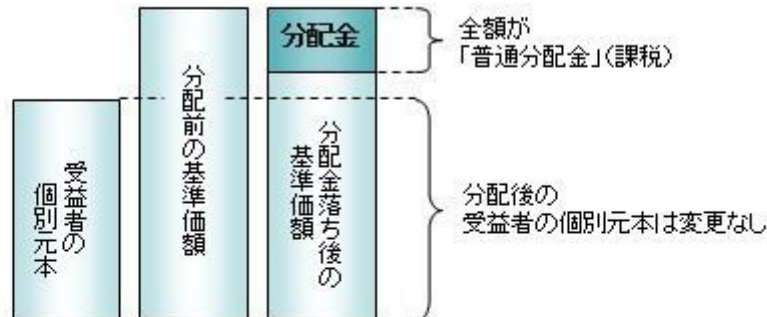 受益者の
個別元本
分配前の基準価額
分配金
分配金落ち後の
基準価額
全額が
「普通分配金」(課税)
分配後の
受益者の個別元本は変更なし